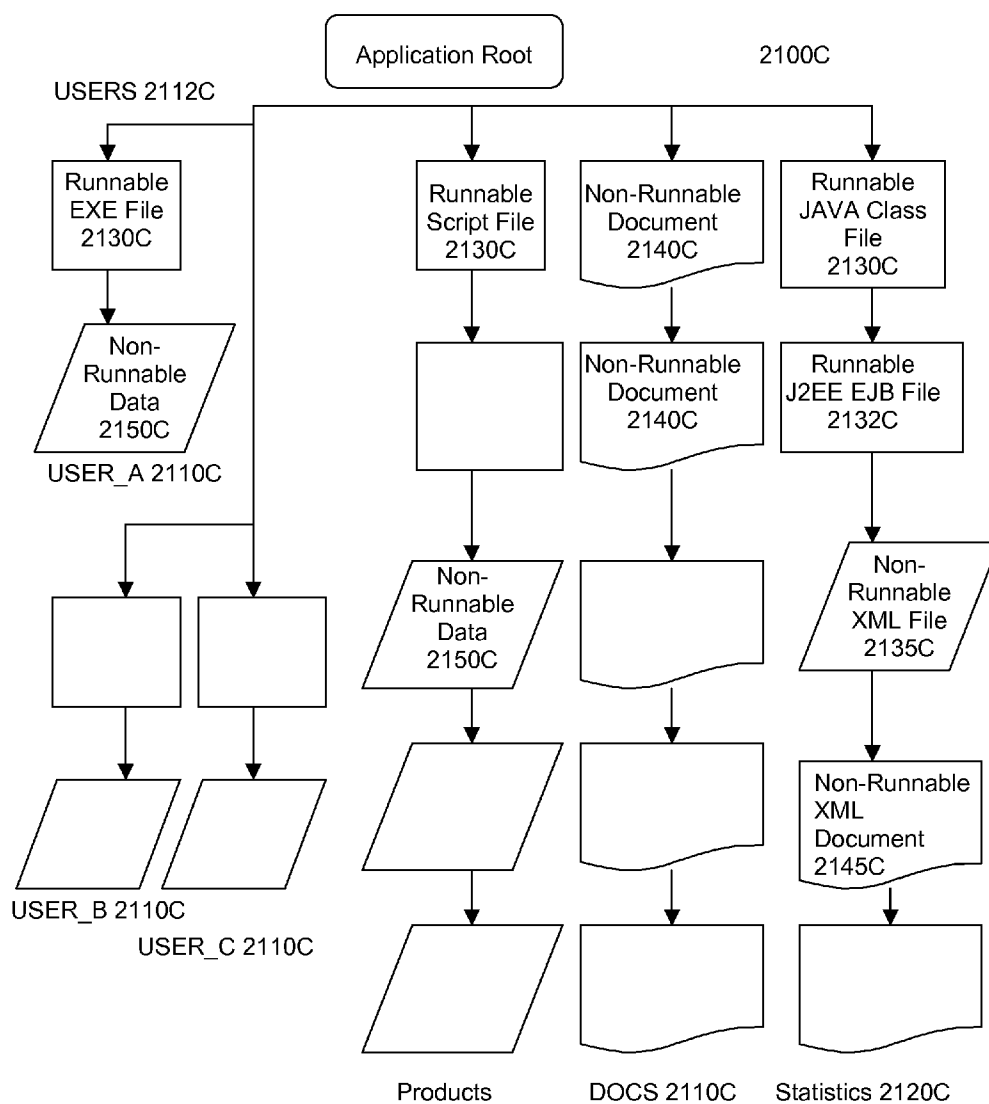 Application Root
2100C
USERS 2112C
Runnable
EXE File
2130C
Runnable
Script File
2130C
Non-Runnable
Document
2140C
Runnable
JAVA Class
File
2130C
Non-
Runnable
Data
2150C
USER_A 2110C
Non-Runnable
Document
2140C
Runnable
J2EE EJB File
2132C
Non-
Runnable
Data
2150C
Non-
Runnable
XML File
2135C
Non-Runnable
XML
Document
2145C
USER_B 2110C
USER_C 2110C
Products
DOCS 2110C
Statistics 2120C